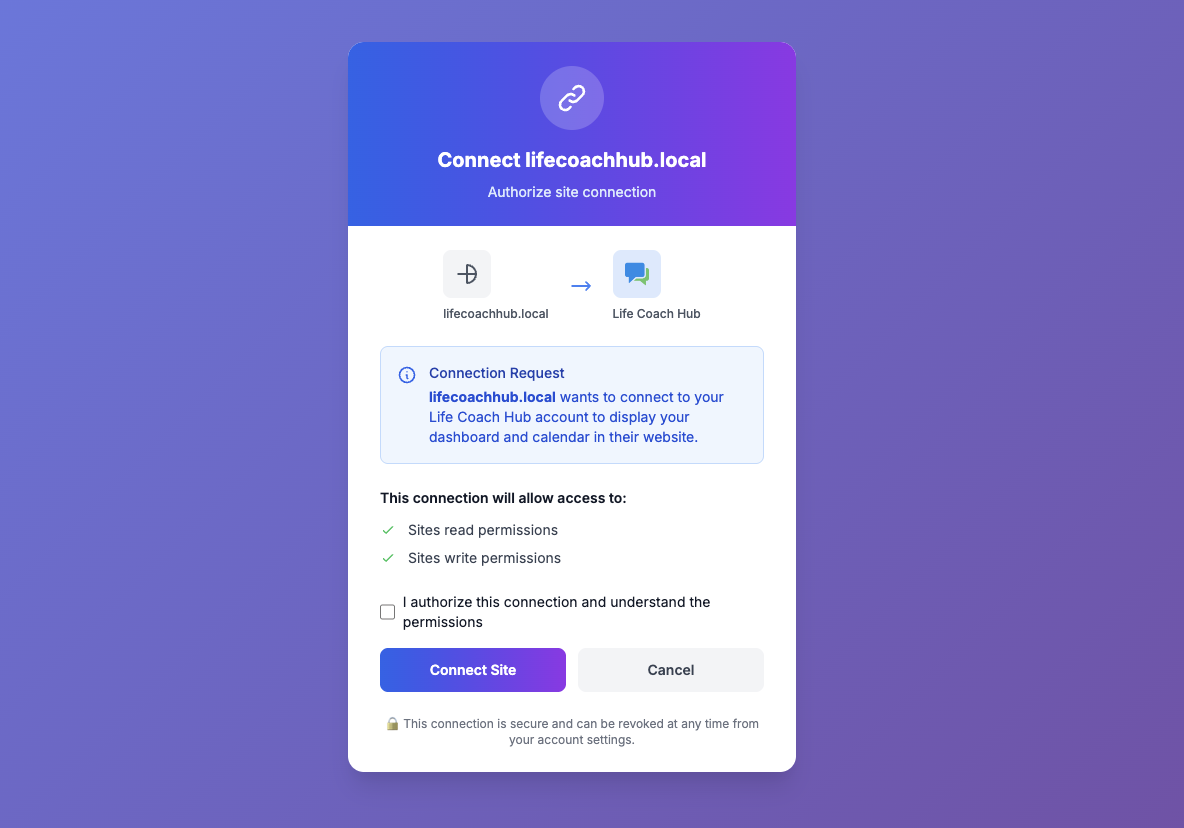 Connect lifecoachhub.local
Authorize site connection
lifecoachhub.local
Life Coach Hub
Connection Request
lifecoachhub.local wants to connect to your
Life Coach Hub account to display your
dashboard and calendar in their website.
This connection will allow access to:
Sites read permissions
Sites write permissions
I authorize this connection and understand the
permissions
Connect Site
Cancel
🔒 This connection is secure and can be revoked at any time from
your account settings.